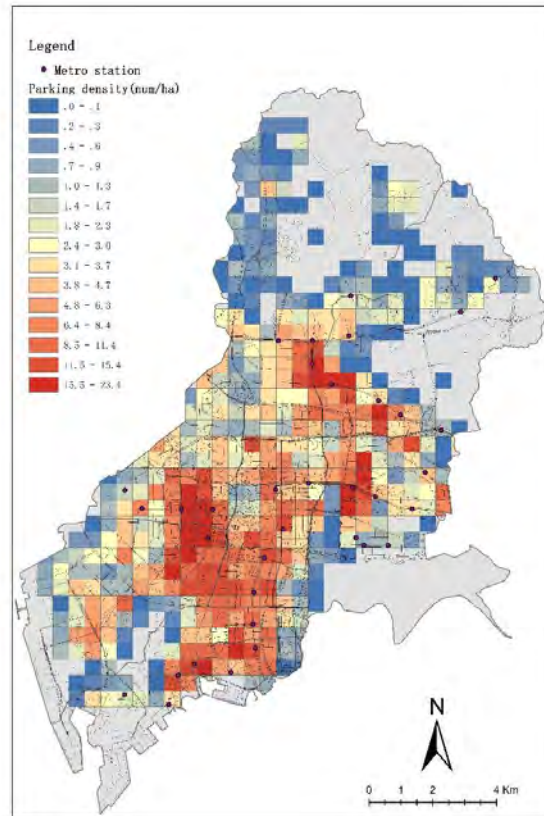 Legend
Metro station
Parking density(num/ha)
.0 - .1
.2 - .3
.4 - .6
.7 - .9
1.0 - 1.3
1.4 - 1.7
1.8 - 2.3
2.4 - 3.0
3.1 - 3.7
3.8 - 4.7
4.8 - 6.3
6.4 - 8.4
8.5 - 11.4
11.5 - 15.4
15.5 - 23.4
N
0 1 2 4 Km